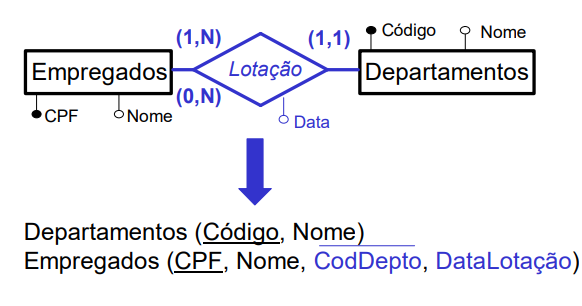 (1,N)
(1,1)
Código
Nome
Empregados
Lotação
Departamentos
(0,N)
CPF
Nome
Data
Departamentos (Código, Nome)
Empregados (CPF, Nome, CodDepto, DataLotação)